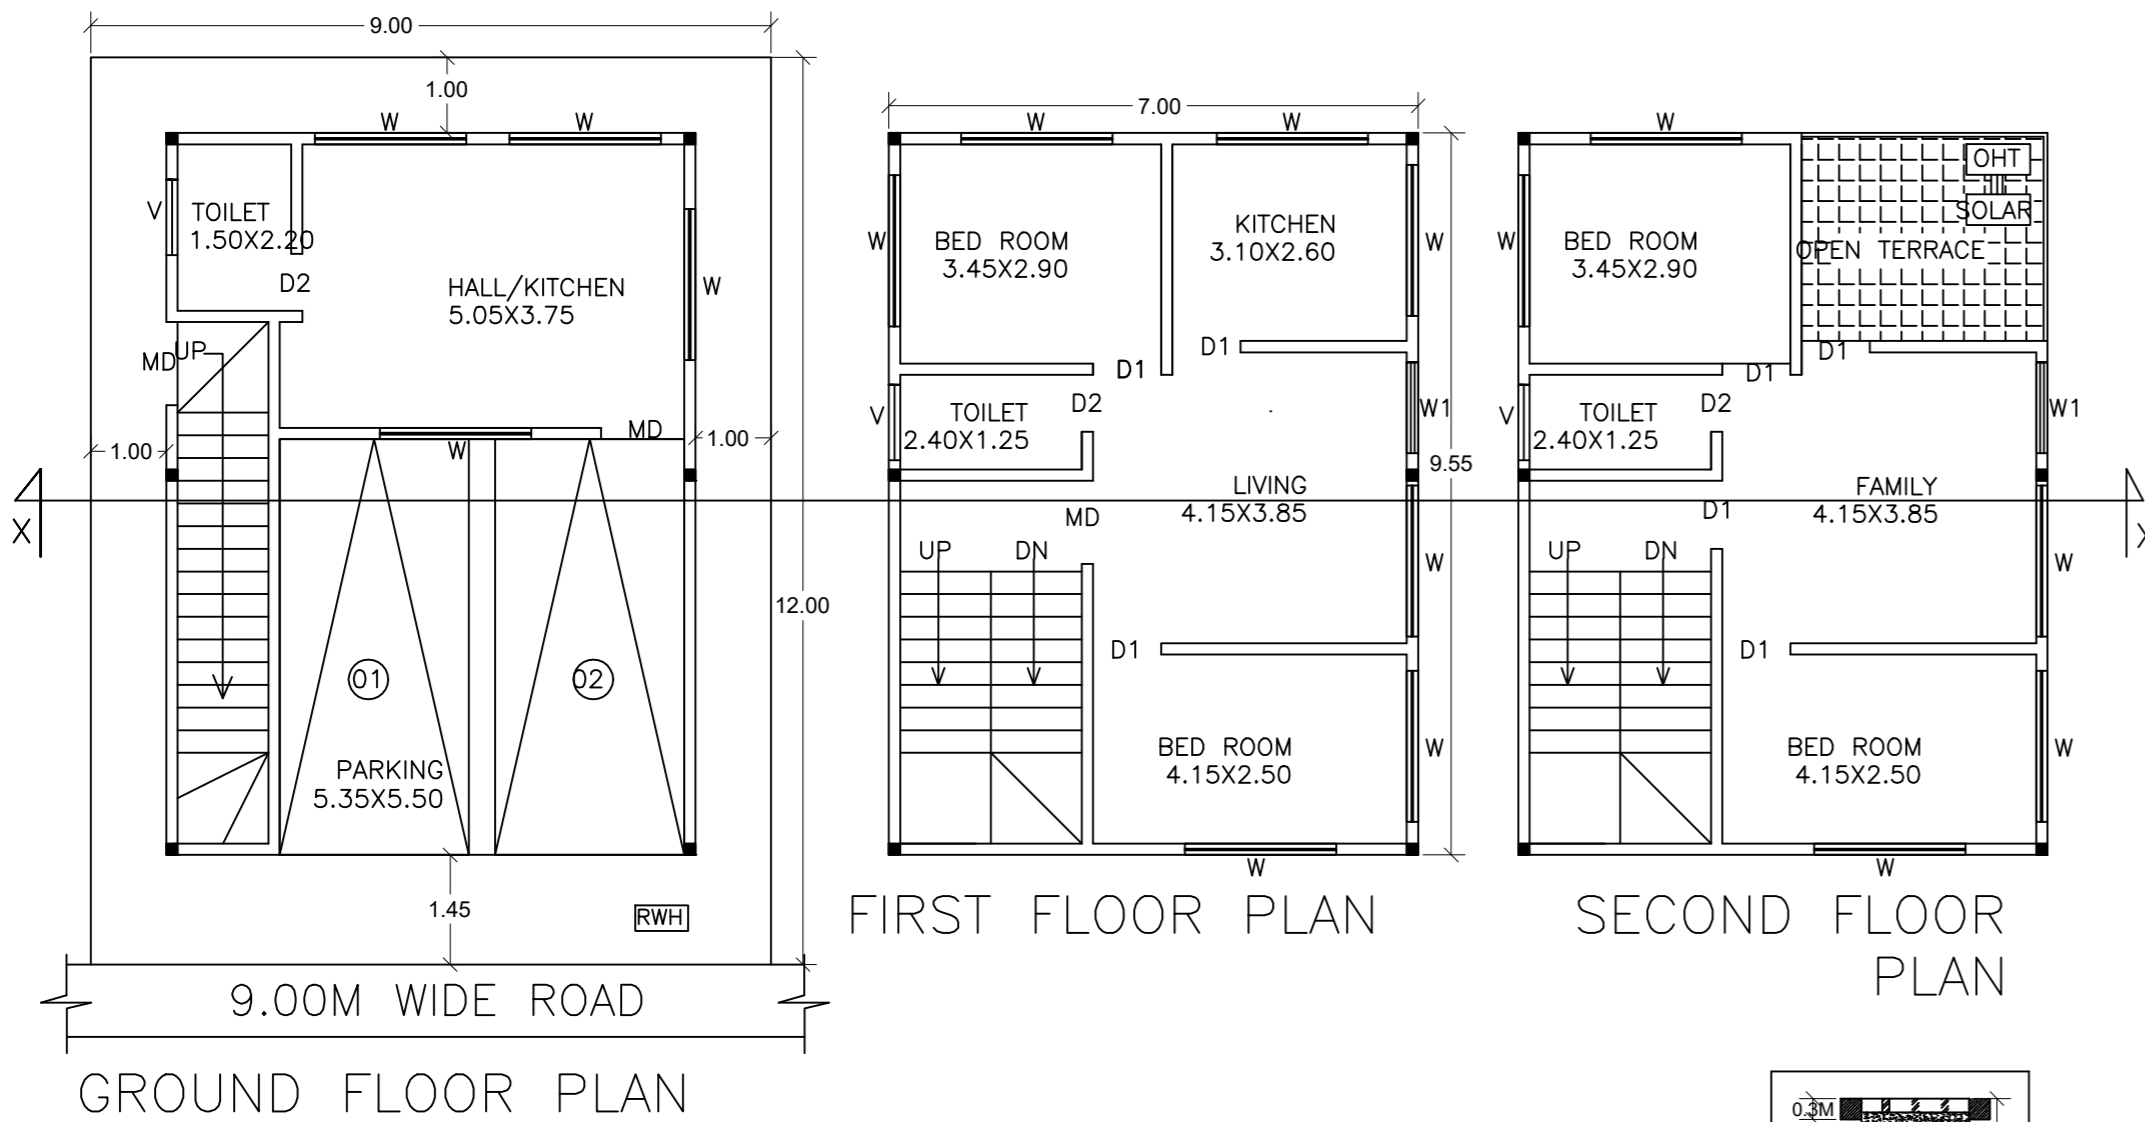 9.00
1.00
W
W
V
TOILET
1.50X2.20
D2
HALL/KITCHEN
5.05X3.75
W
UP
MD
MD
W
1.00
1.00
X
12.00
01
02
PARKING
5.35X5.50
1.45
RWH
9.00M WIDE ROAD
GROUND FLOOR PLAN
7.00
W
W
W
BED ROOM
3.45X2.90
KITCHEN
3.10X2.60
W
D1
D1
V
TOILET
2.40X1.25
D2
W1
9.55
LIVING
4.15X3.85
MD
UP
DN
W
D1
BED ROOM
4.15X2.50
W
W
FIRST FLOOR PLAN
W
OHT
SOLAR
W
BED ROOM
3.45X2.90
OPEN TERRACE
D1
D1
V
TOILET
2.40X1.25
D2
W1
FAMILY
4.15X3.85
D1
X
UP
DN
W
D1
BED ROOM
4.15X2.50
W
W
SECOND FLOOR
PLAN
0.3M